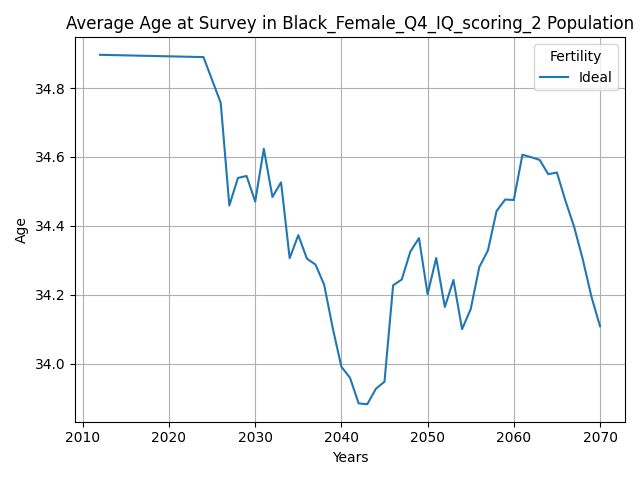 Average Age at Survey in Black_Female_Q4_IQ_scoring_2 Population
Fertility
Ideal
Age
34.8
34.6
34.4
34.2
34.0
2010 2020 2030 2040 2050 2060 2070
Years